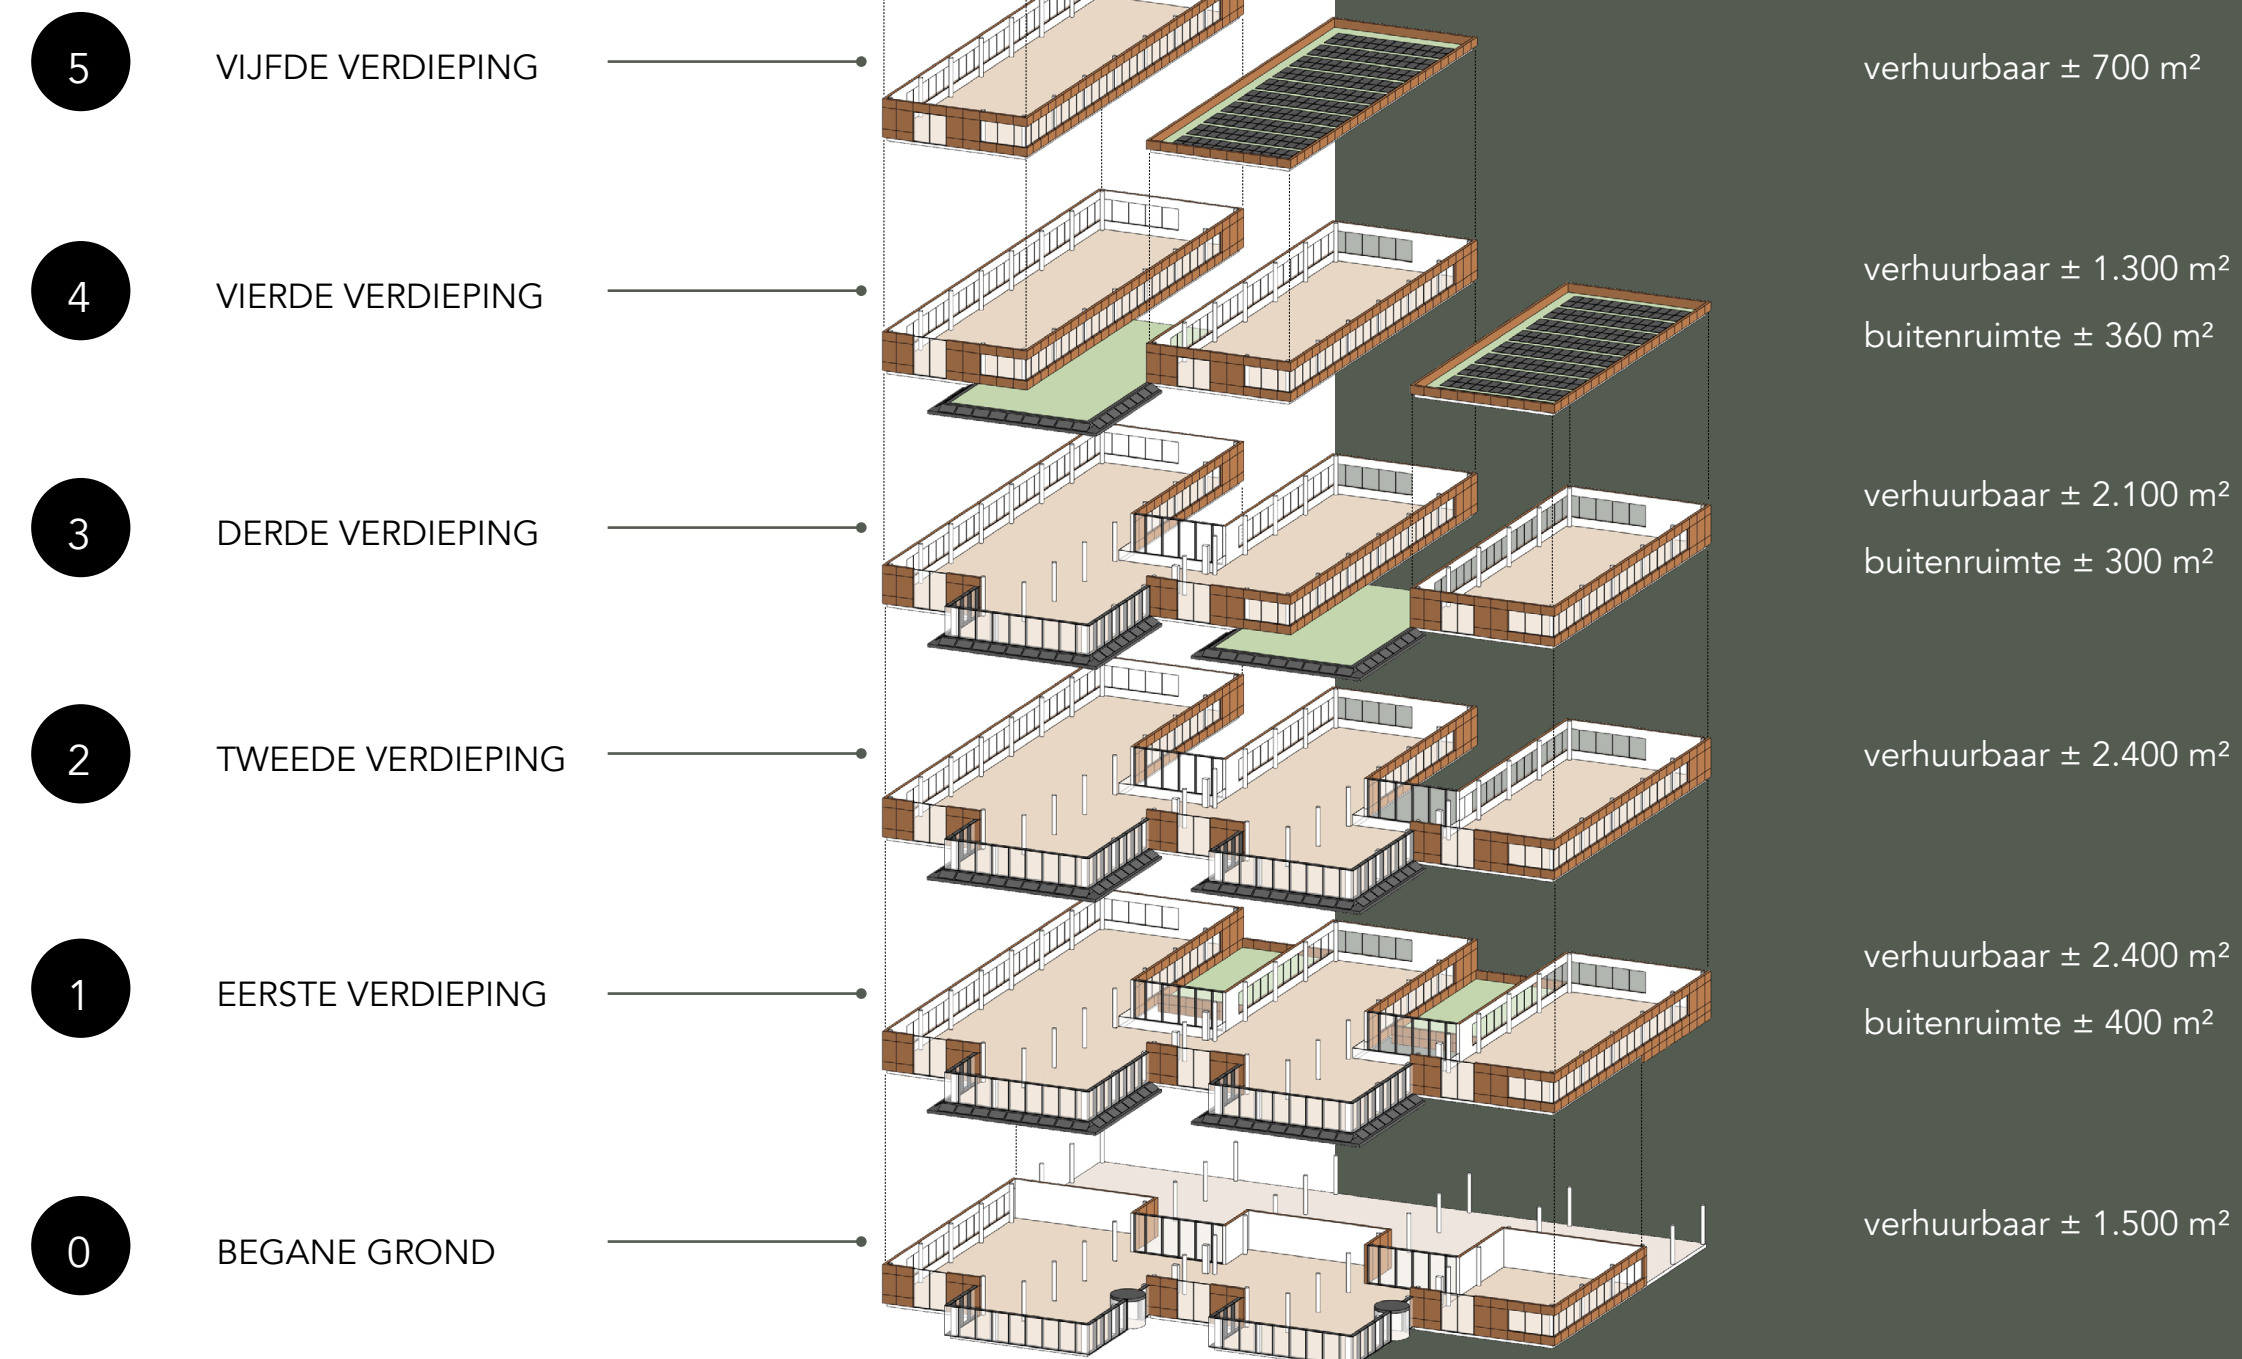 5 VIJFDE VERDIEPING verhuurbaar ± 700 m²
4 VIERDE VERDIEPING verhuurbaar ± 1.300 m²
buitenruimte ± 360 m²
3 DERDE VERDIEPING verhuurbaar ± 2.100 m²
buitenruimte ± 300 m²
2 TWEEDE VERDIEPING verhuurbaar ± 2.400 m²
1 EERSTE VERDIEPING verhuurbaar ± 2.400 m²
buitenruimte ± 400 m²
0 BEGANE GROND verhuurbaar ± 1.500 m²